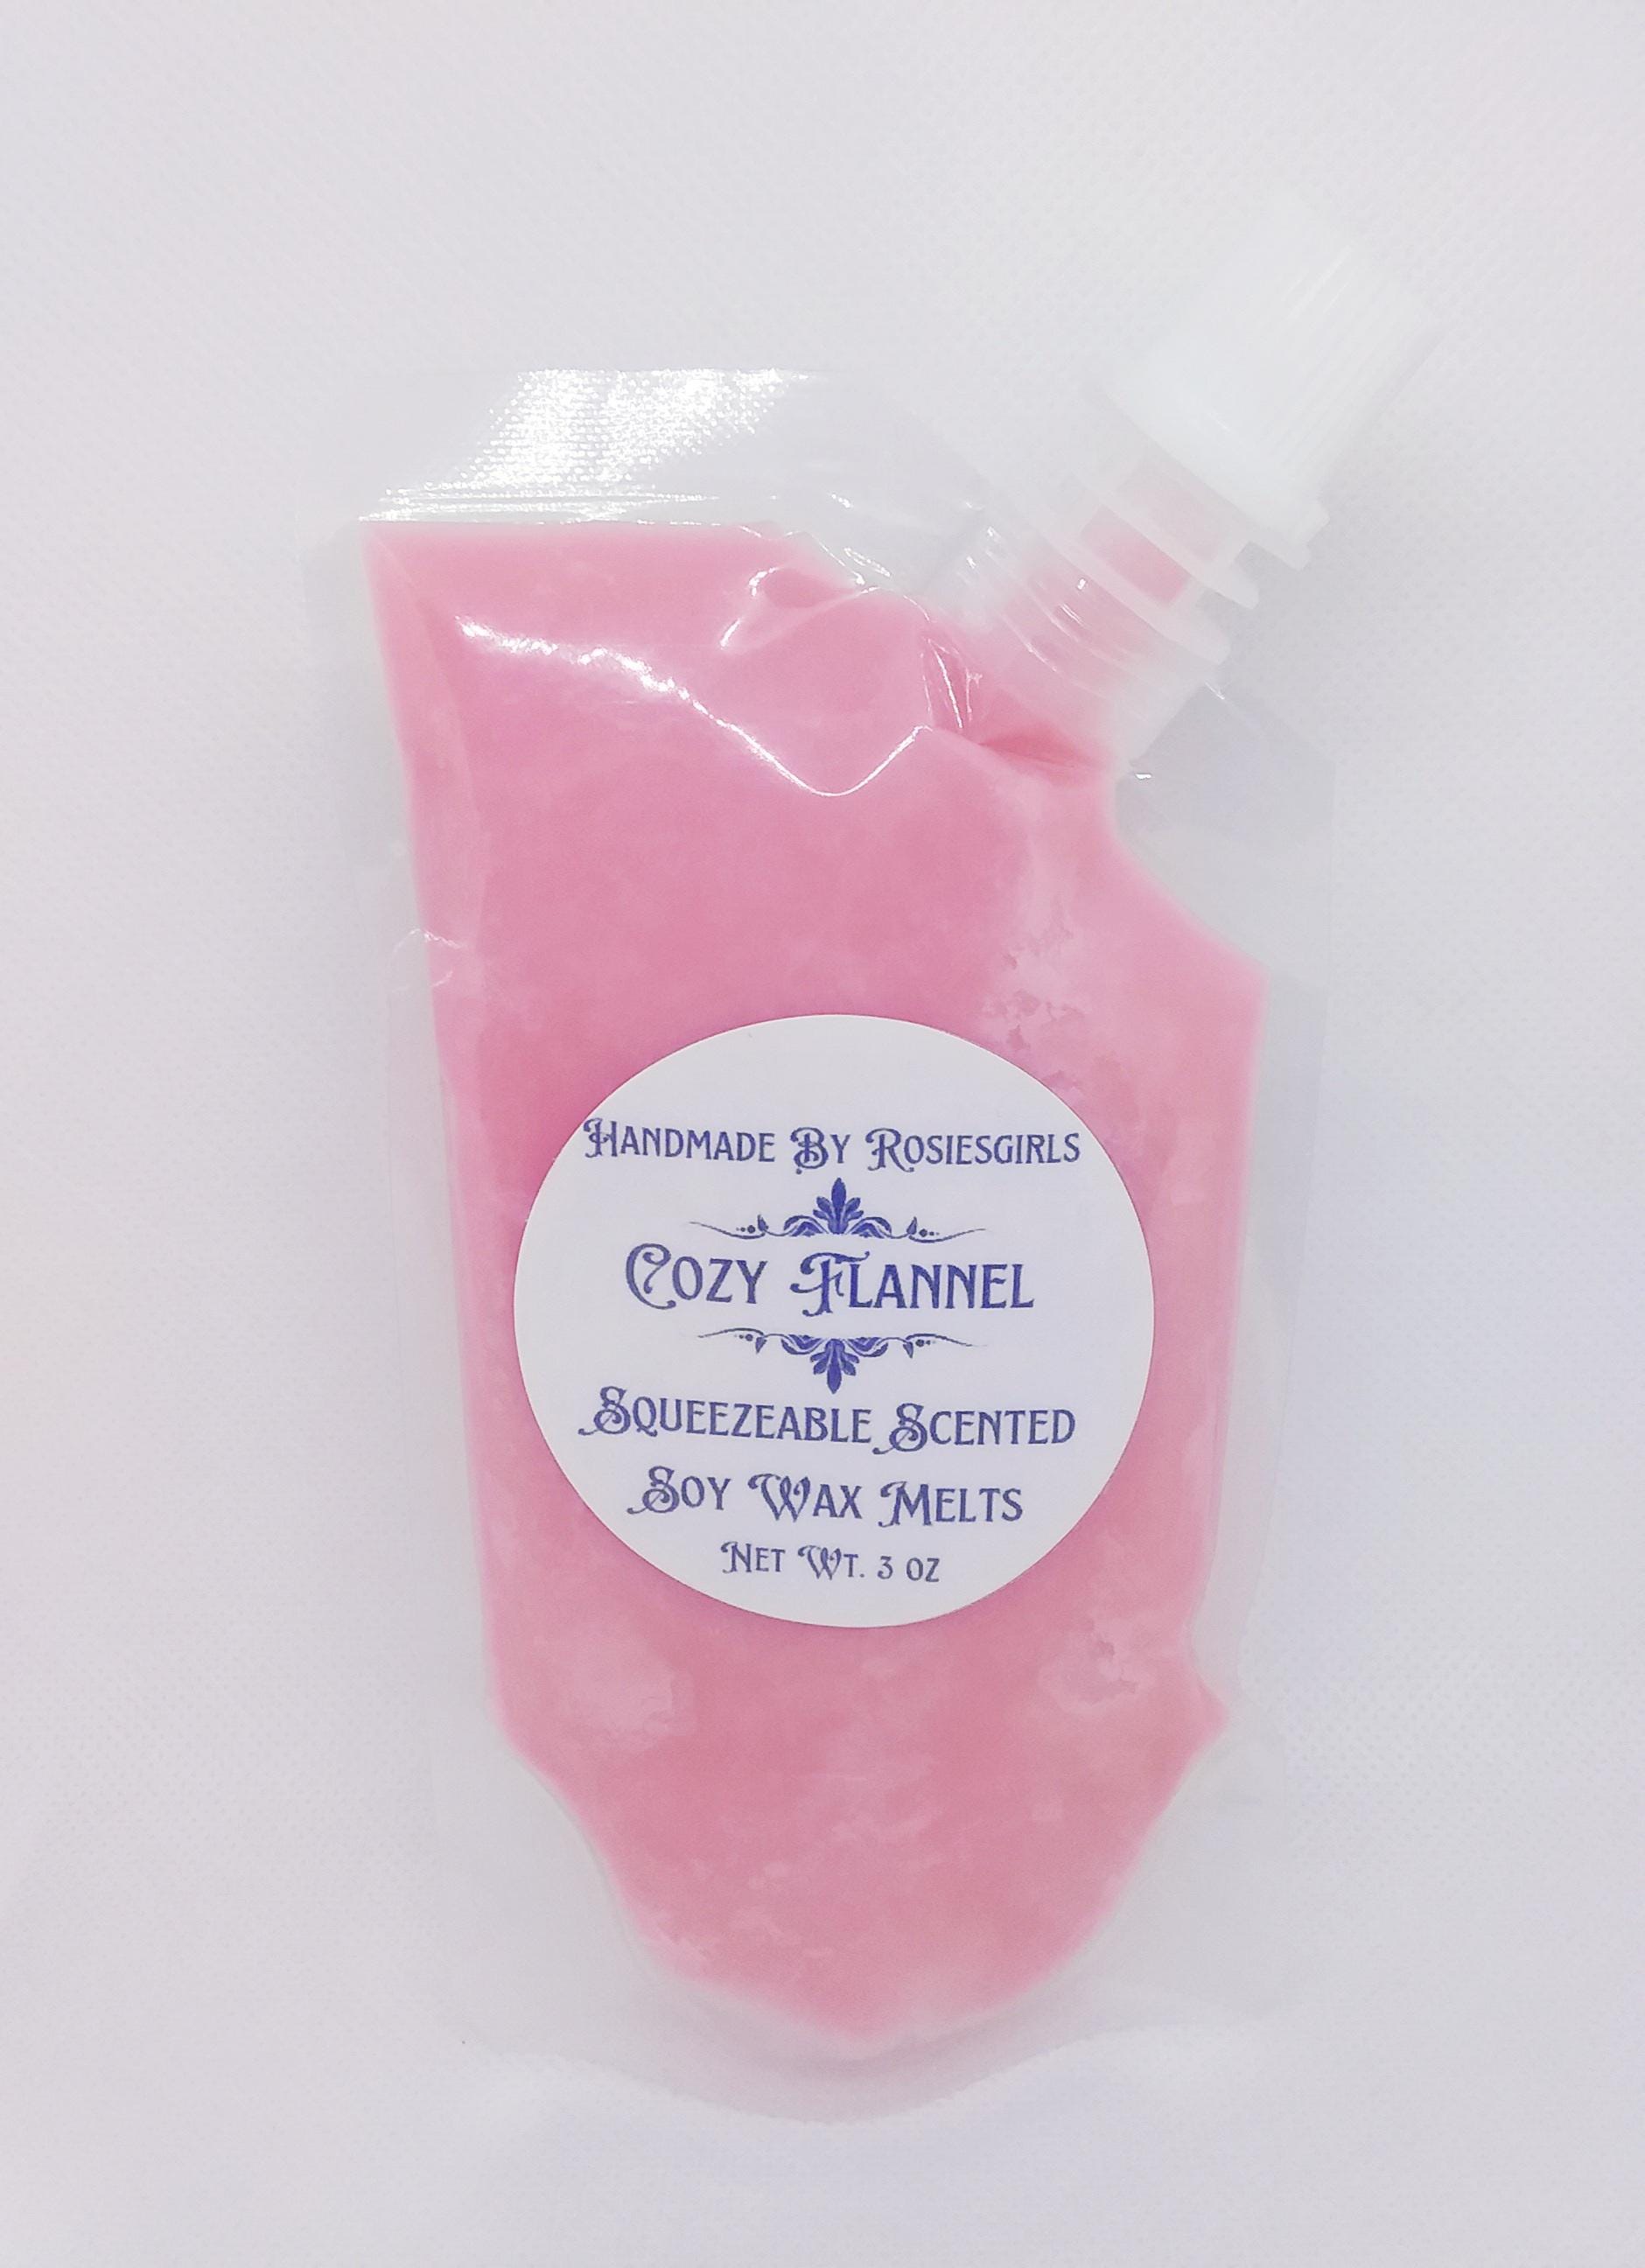 Handmade By Rosiesgirls
Cozy Flannel
Squeezeable Scented
Soy Wax Melts
Net Wt. 3 oz